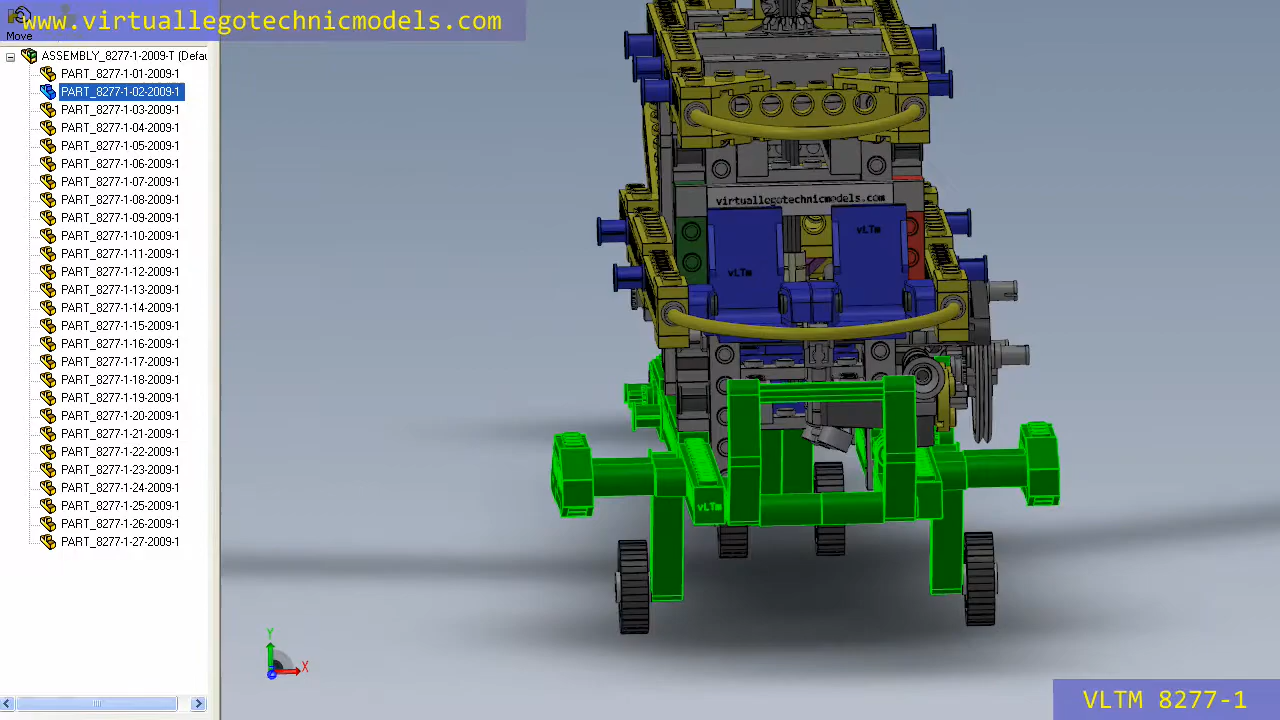 www.virtuallegotechnicmodels.com
Move
ASSEMBLY_8277-1-2009-T (Defau
PART_8277-1-01-2009-1
PART_8277-1-02-2009-1
PART_8277-1-03-2009-1
PART_8277-1-04-2009-1
PART_8277-1-05-2009-1
PART_8277-1-06-2009-1
PART_8277-1-07-2009-1
PART_8277-1-08-2009-1
PART_8277-1-09-2009-1
PART_8277-1-10-2009-1
PART_8277-1-11-2009-1
PART_8277-1-12-2009-1
PART_8277-1-13-2009-1
PART_8277-1-14-2009-1
PART_8277-1-15-2009-1
PART_8277-1-16-2009-1
PART_8277-1-17-2009-1
PART_8277-1-18-2009-1
PART_8277-1-19-2009-1
PART_8277-1-20-2009-1
PART_8277-1-21-2009-1
PART_8277-1-22-2009-1
PART_8277-1-23-2009-1
PART_8277-1-24-2009-1
PART_8277-1-25-2009-1
PART_8277-1-26-2009-1
PART_8277-1-27-2009-1
virtuallegotechnicmodels.com
vLTm
vLTm
vLTm
Y
X
VLTM 8277-1